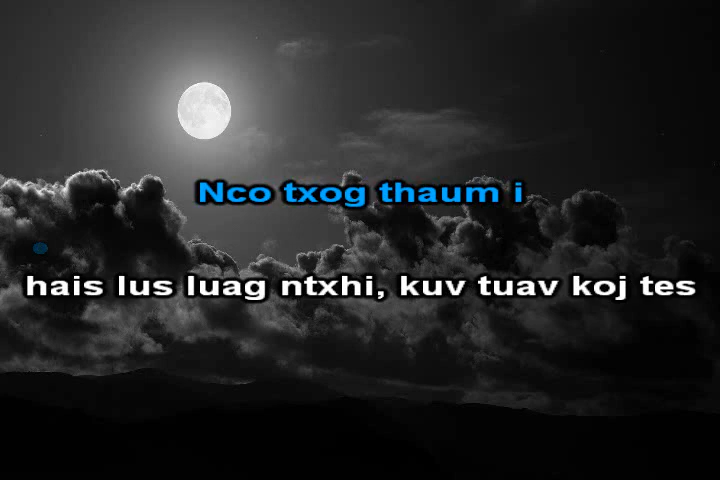 Nco txog thaum i
hais lus luag ntxhi, kuv tuav koj tes